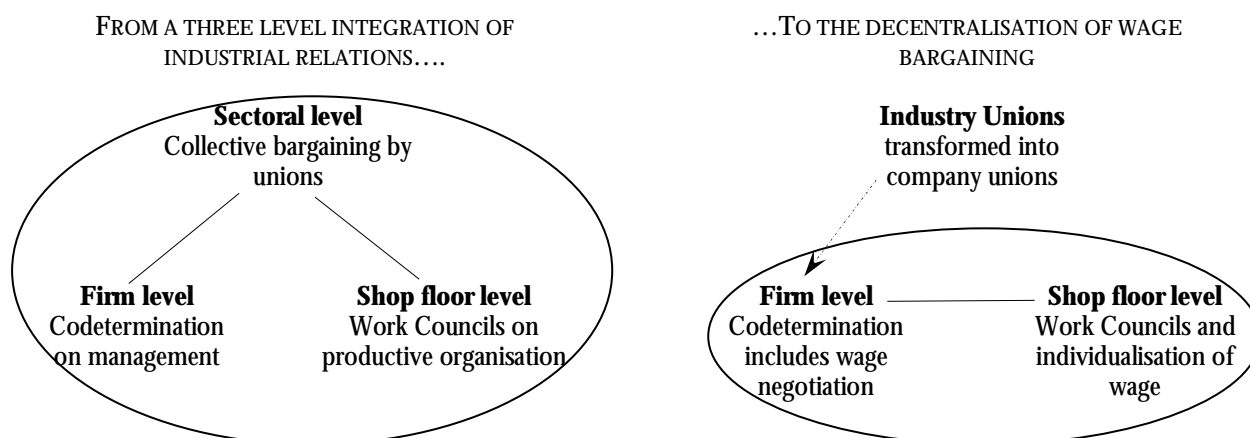 FROM A THREE LEVEL INTEGRATION OF
INDUSTRIAL RELATIONS….
Sectoral level
Collective bargaining by
unions
Firm level
Codetermination
on management
Shop floor level
Work Councils on
productive organisation
…TO THE DECENTRALISATION OF WAGE
BARGAINING
Industry Unions
transformed into
company unions
Firm level
Codetermination
includes wage
negotiation
Shop floor level
Work Councils and
individualisation of
wage